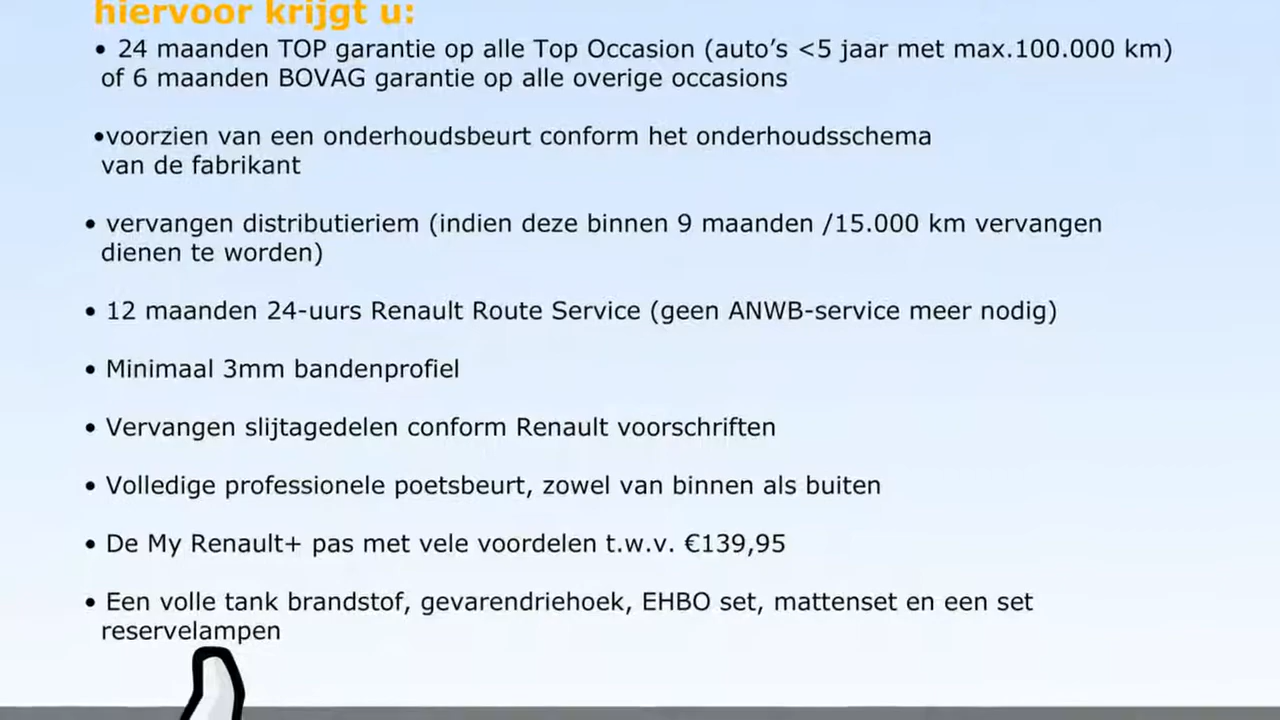 hiervoor krijgt u:
• 24 maanden TOP garantie op alle Top Occasion (auto’s <5 jaar met max.100.000 km)
of 6 maanden BOVAG garantie op alle overige occasions
•voorzien van een onderhoudsbeurt conform het onderhoudsschema
van de fabrikant
• vervangen distributieriem (indien deze binnen 9 maanden /15.000 km vervangen
dienen te worden)
• 12 maanden 24-uurs Renault Route Service (geen ANWB-service meer nodig)
• Minimaal 3mm bandenprofiel
• Vervangen slijtagedelen conform Renault voorschriften
• Volledige professionele poetsbeurt, zowel van binnen als buiten
• De My Renault+ pas met vele voordelen t.w.v. €139,95
• Een volle tank brandstof, gevarendriehoek, EHBO set, mattenset en een set
reservelampen